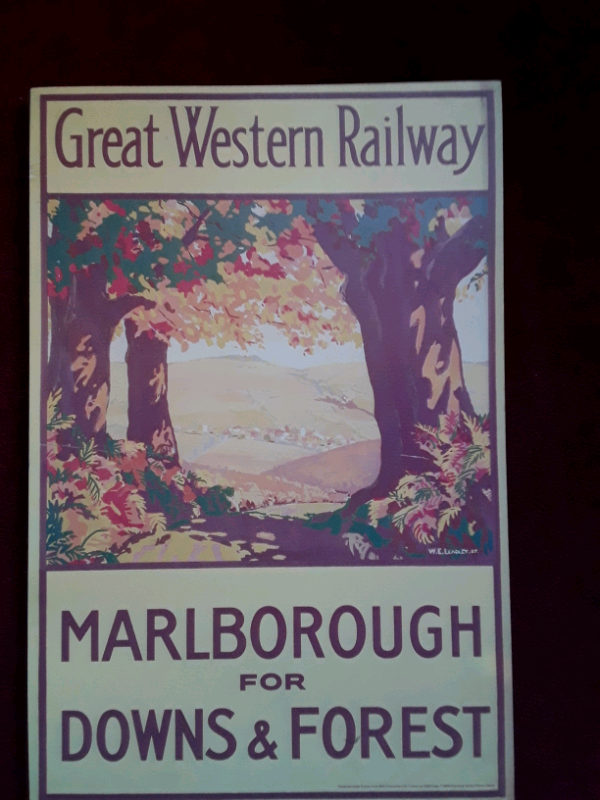 Great Western Railway
MARLBOROUGH
FOR
DOWNS & FOREST